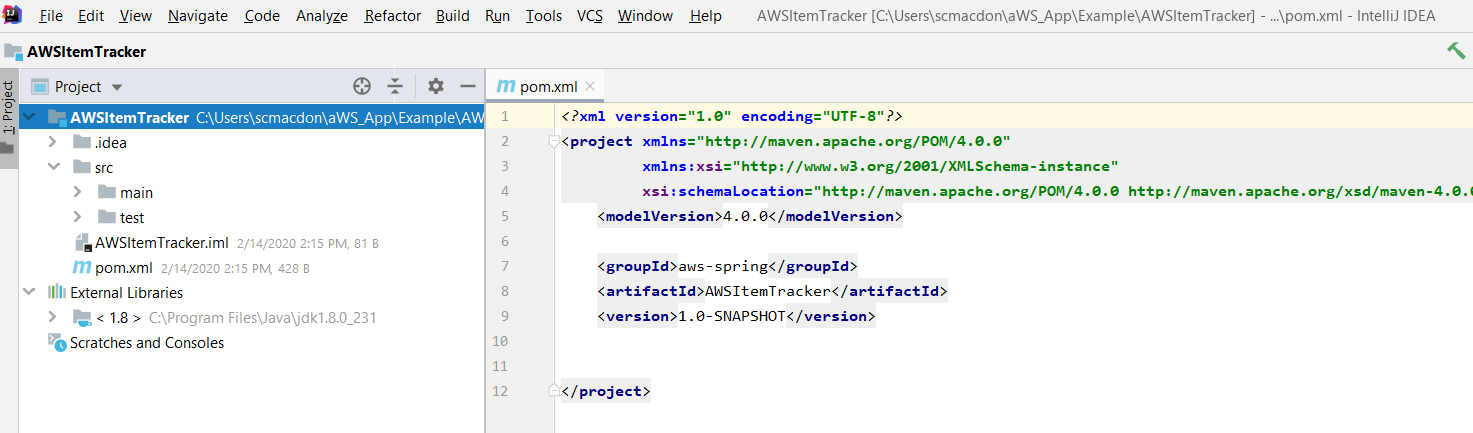 File Edit View Navigate Code Analyze Refactor Build Run Tools VCS Window Help AWSItemTracker [C:\Users\scmacdon\aWS_App\Example\AWSItemTracker] - ...\pom.xml - IntelliJ IDEA
AWSItemTracker
1: Project
Project
AWSItemTracker C:\Users\scmacdon\aWS_App\Example\AW
.idea
src
main
test
AWSItemTracker.iml 2/14/2020 2:15 PM, 81 B
pom.xml 2/14/2020 2:15 PM, 428 B
External Libraries
< 1.8 > C:\Program Files\Java\jdk1.8.0_231
Scratches and Consoles
pom.xml
1 <?xml version="1.0" encoding="UTF-8"?>
2 <project xmlns="http://maven.apache.org/POM/4.0.0"
3 xmlns:xsi="http://www.w3.org/2001/XMLSchema-instance"
4 xsi:schemaLocation="http://maven.apache.org/POM/4.0.0 http://maven.apache.org/xsd/maven-4.0.0
5 <modelVersion>4.0.0</modelVersion>
6
7 <groupId>aws-spring</groupId>
8 <artifactId>AWSItemTracker</artifactId>
9 <version>1.0-SNAPSHOT</version>
10
11
12 </project>